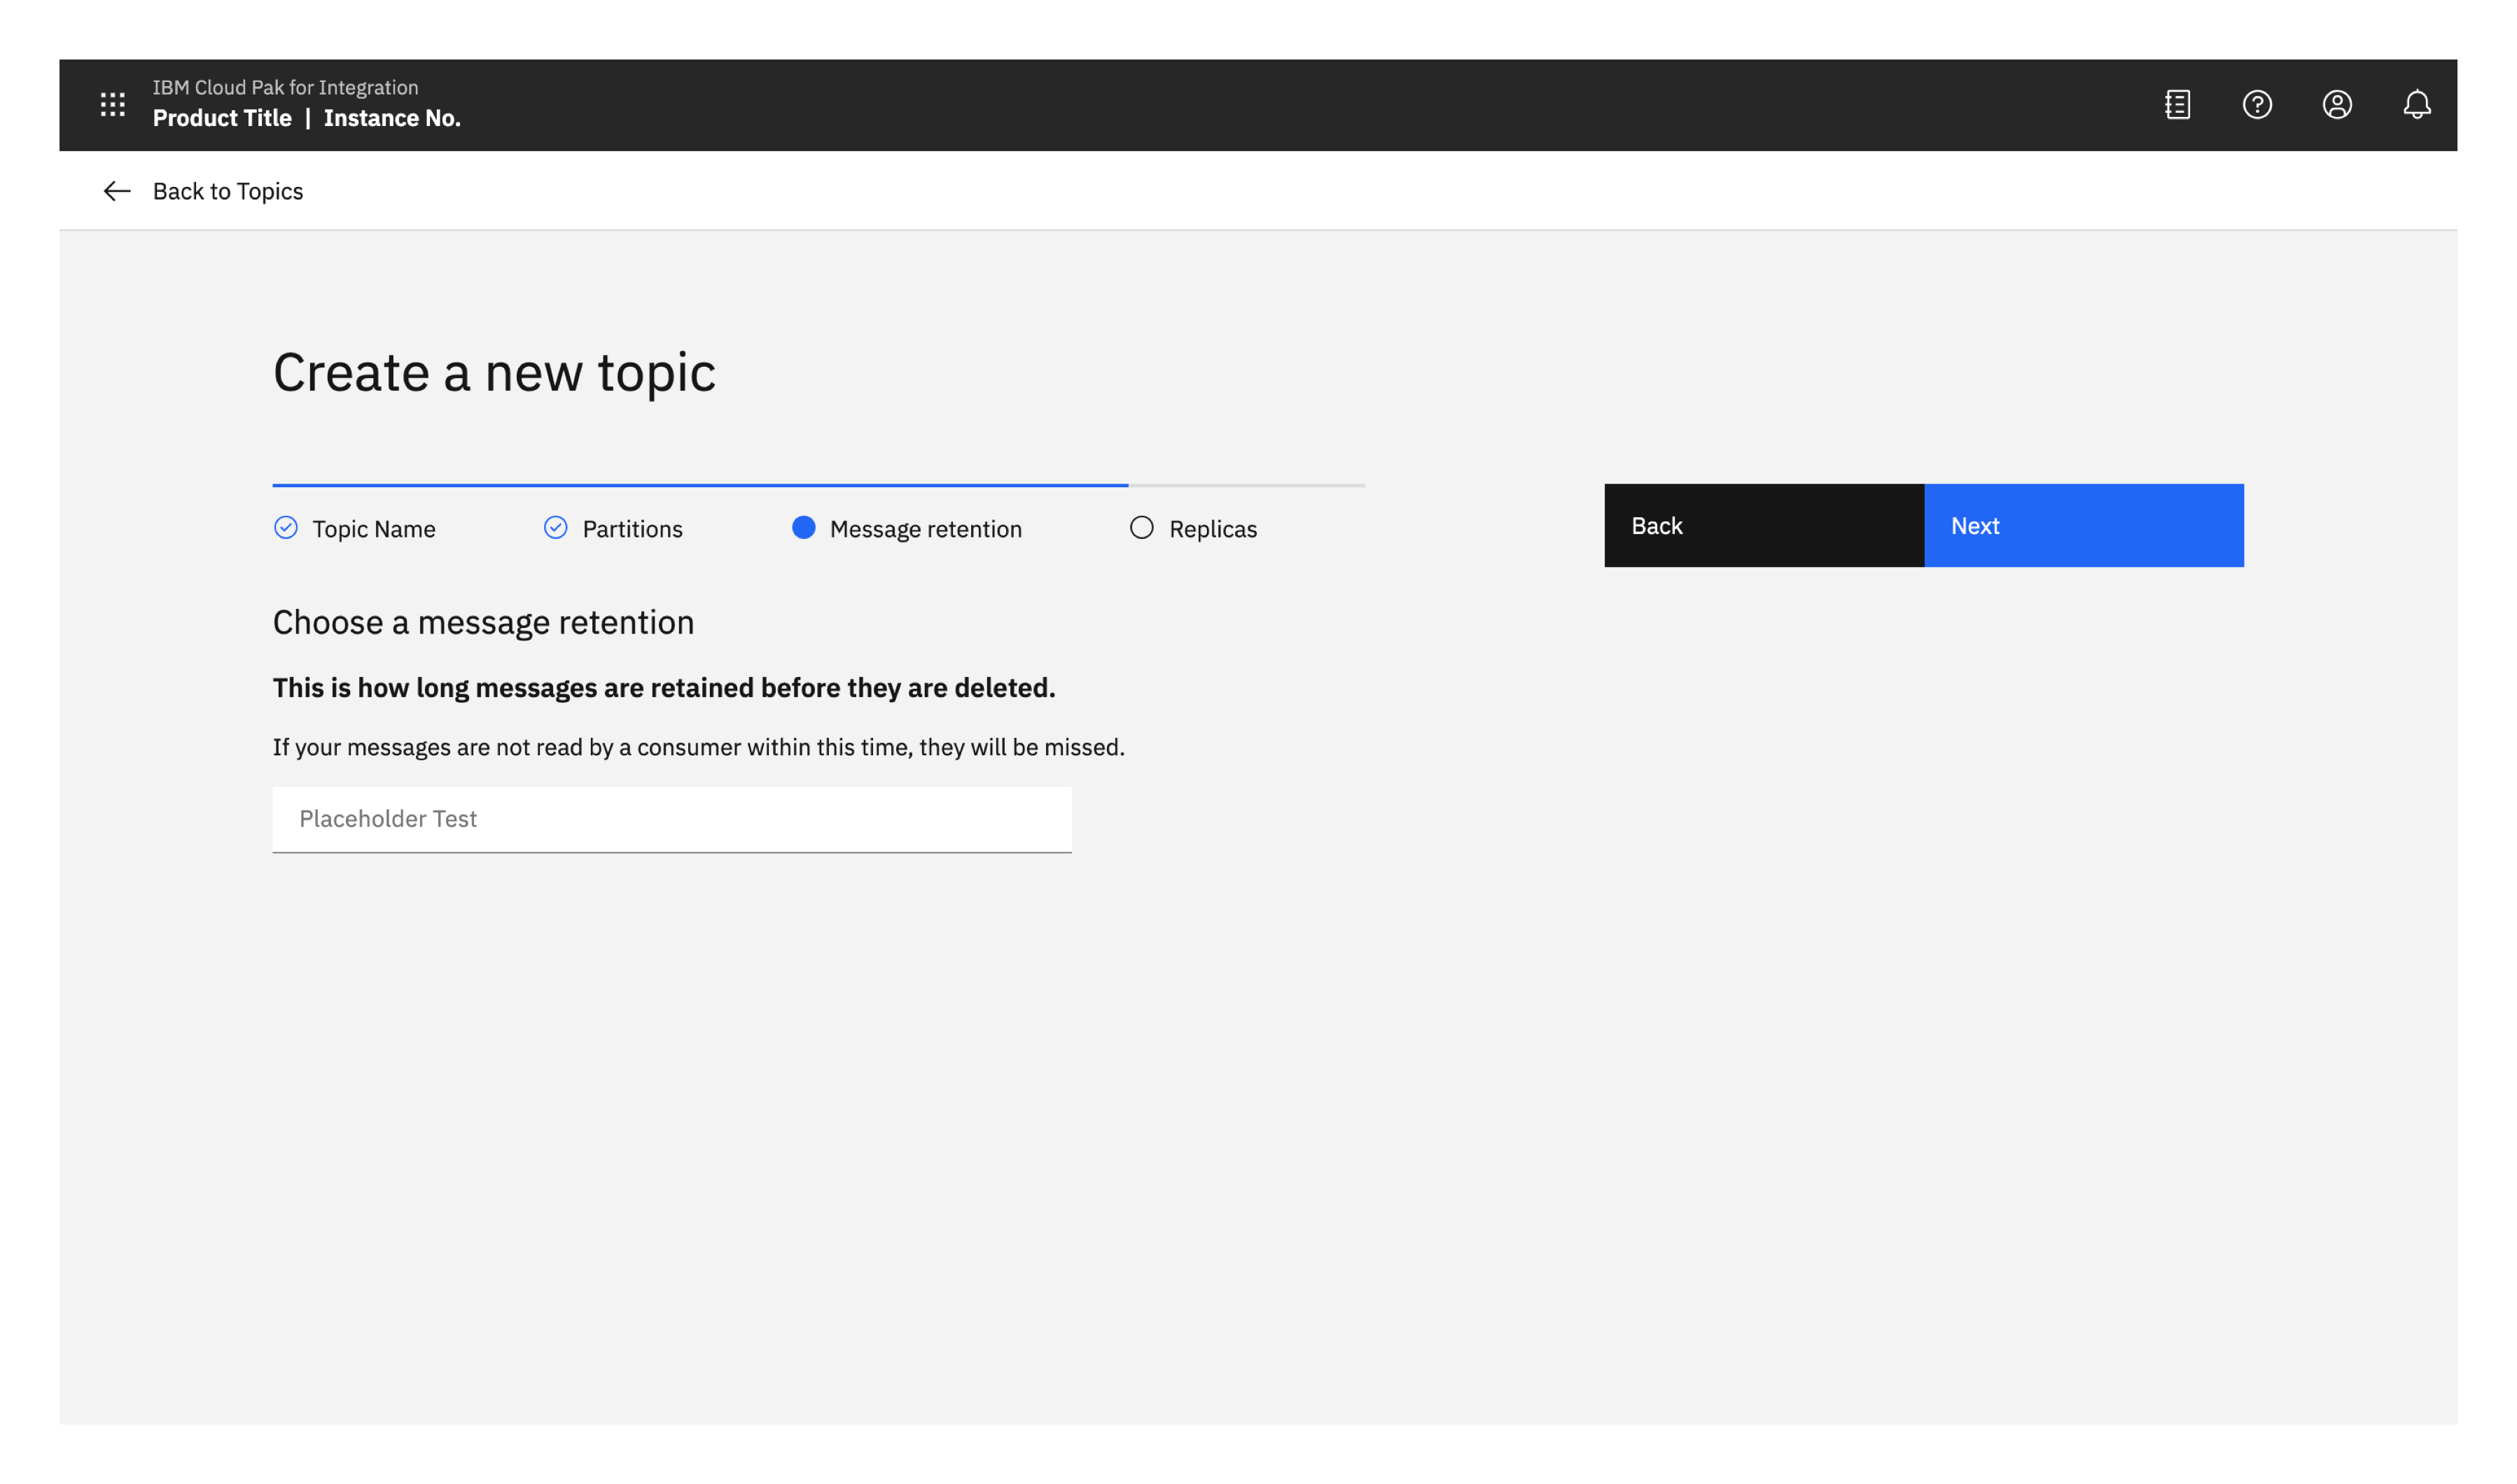 IBM Cloud Pak for Integration
Product Title | Instance No.
Back to Topics
Create a new topic
Topic Name
Partitions
Message retention
Replicas
Back
Next
Choose a message retention
This is how long messages are retained before they are deleted.
If your messages are not read by a consumer within this time, they will be missed.
Placeholder Test